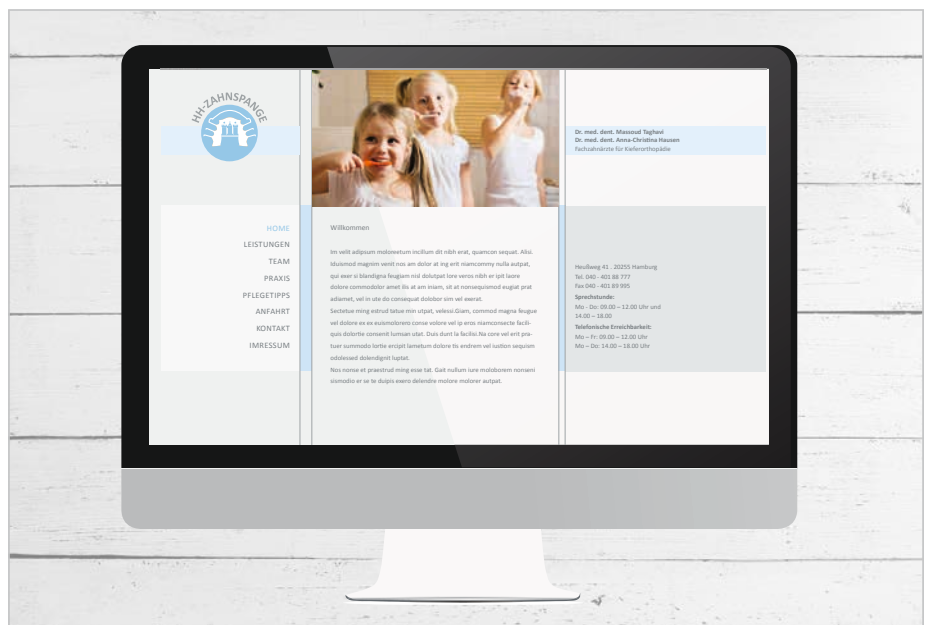 HH-ZAHNSPANGE
Dr. med. dent. Massoud Taghavi
Dr. med. dent. Anna-Christina Hausen
Fachzahnärzte für Kieferorthopädie
HOME
LEISTUNGEN
TEAM
PRAXIS
PFLEGETIPPS
ANFAHRT
KONTAKT
IMRESSUM
Willkommen
Im velit adipsum moloreetum incillum dit nibh erat, quamcon sequat. Alisi.
Iduismod magnim venit nos am dolor at ing erit niamcommy nulla autpat,
qui exer si blandigna feugiam nisl dolutpat lore veros nibh er ipit laore
dolore commodolor amet lis at am iniam, sit at nonsequismod eugiat prat
adiamet, vel in ute do consequat dolobor sim vel exerat.
Sectetue ming estrud tatue min utpat, velessi.Giam, commod magna feugue
vel dolore ex ex euismolorero conse volore vel ip eros niamconsecte facili-
quis dolortie consenit lumsan utat. Duis dunt la facilisi.Na core vel erit pra-
tuer summodo lortie ercipit lametum dolore tis endrem vel iustion sequism
odolessed dolendignit luptat.
Nos nonse et praestrud ming esse tat. Gait nullum iure moloborem nonseni
sismodio er se te duipis exero delendre molore molorer autpat.
Heußweg 41 . 20255 Hamburg
Tel. 040 - 401 88 777
Fax 040 - 401 89 995
Sprechstunde:
Mo - Do: 09.00 – 12.00 Uhr und
14.00 – 18.00
Telefonische Erreichbarkeit:
Mo – Fr: 09.00 – 12.00 Uhr
Mo – Do: 14.00 – 18.00 Uhr